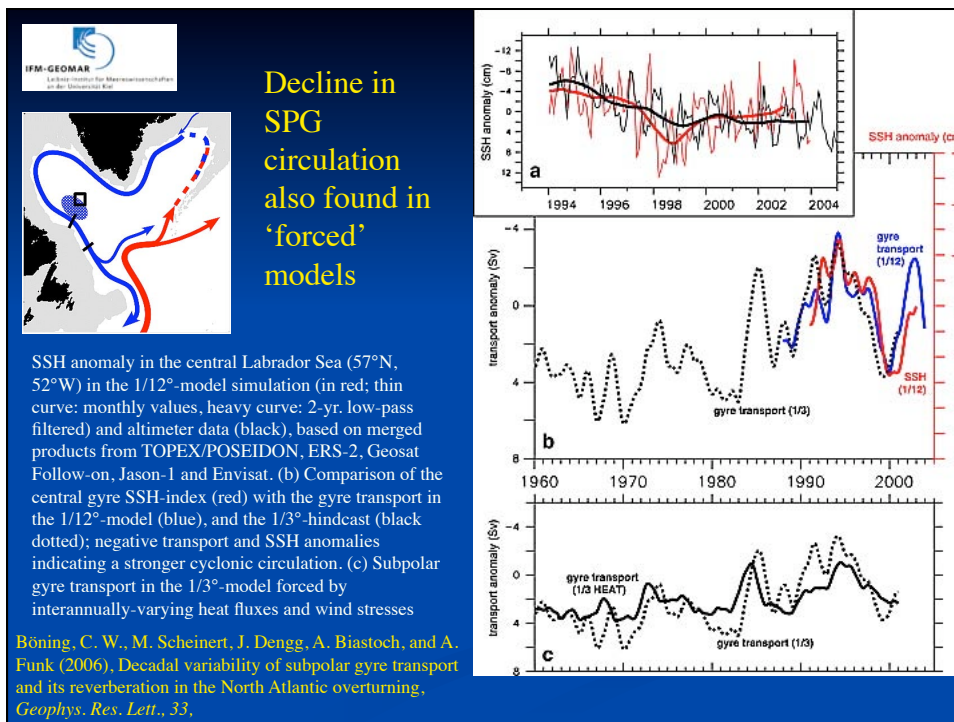 IFM-GEOMAR
Leibniz-Institut für Meereswissenschaften
an der Universität Kiel
Decline in
SPG
circulation
also found in
‘forced’
models
SSH anomaly in the central Labrador Sea (57°N,
52°W) in the 1/12°-model simulation (in red; thin
curve: monthly values, heavy curve: 2-yr. low-pass
filtered) and altimeter data (black), based on merged
products from TOPEX/POSEIDON, ERS-2, Geosat
Follow-on, Jason-1 and Envisat. (b) Comparison of the
central gyre SSH-index (red) with the gyre transport in
the 1/12°-model (blue), and the 1/3°-hindcast (black
dotted); negative transport and SSH anomalies
indicating a stronger cyclonic circulation. (c) Subpolar
gyre transport in the 1/3°-model forced by
interannually-varying heat fluxes and wind stresses
Böning, C. W., M. Scheinert, J. Dengg, A. Biastoch, and A.
Funk (2006), Decadal variability of subpolar gyre transport
and its reverberation in the North Atlantic overturning,
Geophys. Res. Lett., 33,
SSH anomaly (cm)
-12
-8
-4
0
4
8
12
a
1994 1996 1998 2000 2002 2004
SSH anomaly (c
transport anomaly (Sv)
-4
0
4
8
gyre
transport
(1/12)
SSH
(1/12)
gyre transport (1/3)
b
1960 1970 1980 1990 2000
transport anomaly (Sv)
-4
0
4
8
gyre transport
(1/3 HEAT)
gyre transport (1/3)
c